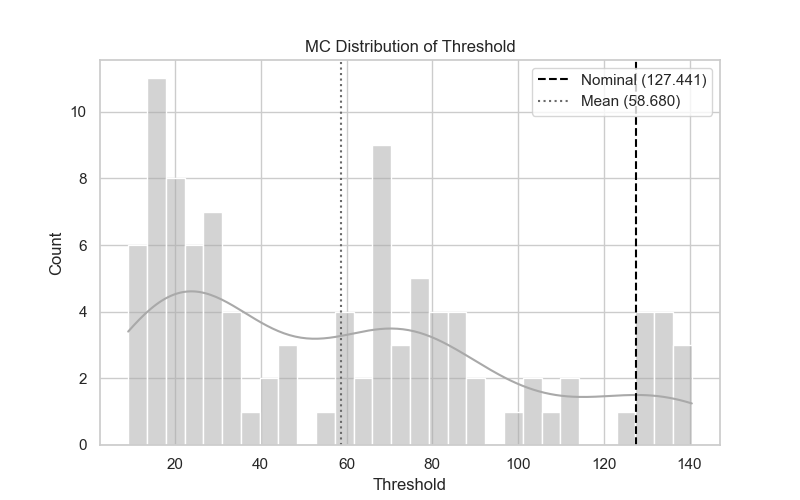 MC Distribution of Threshold
Nominal (127.441)
Mean (58.680)
Count
10
8
6
4
2
0
20
40
60
80
100
120
140
Threshold